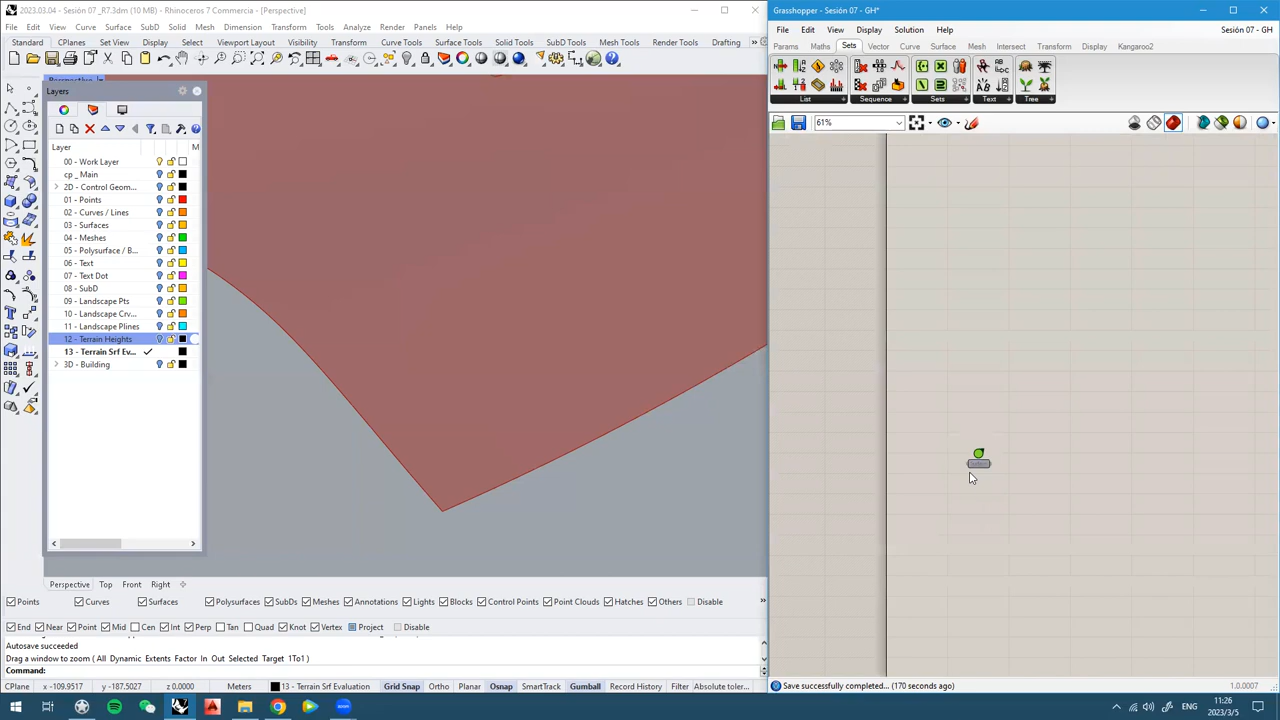 2023.03.04 - Sesión 07_R7.3dm (10 MB) - Rhinoceros 7 Commercia - [Perspective]
File Edit View Curve Surface SubD Solid Mesh Dimension Transform Tools Analyze Render Panels Help
Standard CPlanes Set View Display Select Viewport Layout Visibility Transform Curve Tools Surface Tools Solid Tools SubD Tools Mesh Tools Render Tools Drafting
Perspective
Layers
Layer M
00 - Work Layer
cp _ Main
2D - Control Geom...
01 - Points
02 - Curves / Lines
03 - Surfaces
04 - Meshes
05 - Polysurface / B...
06 - Text
07 - Text Dot
08 - SubD
09 - Landscape Pts
10 - Landscape Crv...
11 - Landscape Plines
12 - Terrain Heights
13 - Terrain Srf Ev...
3D - Building
Perspective Top Front Right
Points Curves Surfaces Polysurfaces SubDs Meshes Annotations Lights Blocks Control Points Point Clouds Hatches Others Disable
End Near Point Mid Cen Int Perp Tan Quad Knot Vertex Project Disable
Autosave succeeded
Drag a window to zoom ( All Dynamic Extents Factor In Out Selected Target 1To1 )
Command:
CPlane x -109.9517 y -187.5027 z 0.0000 Meters 13 - Terrain Srf Evaluation Grid Snap Ortho Planar Osnap SmartTrack Gumball Record History Filter Absolute toler...
Grasshopper - Sesión 07 - GH*
File Edit View Display Solution Help Sesión 07 - GH*
Params Maths Sets Vector Curve Surface Mesh Intersect Transform Display Kangaroo2
List Sequence Sets Text Tree
61%
Save successfully completed... (170 seconds ago) 1.0.0007
ENG 11:26
2023/3/5